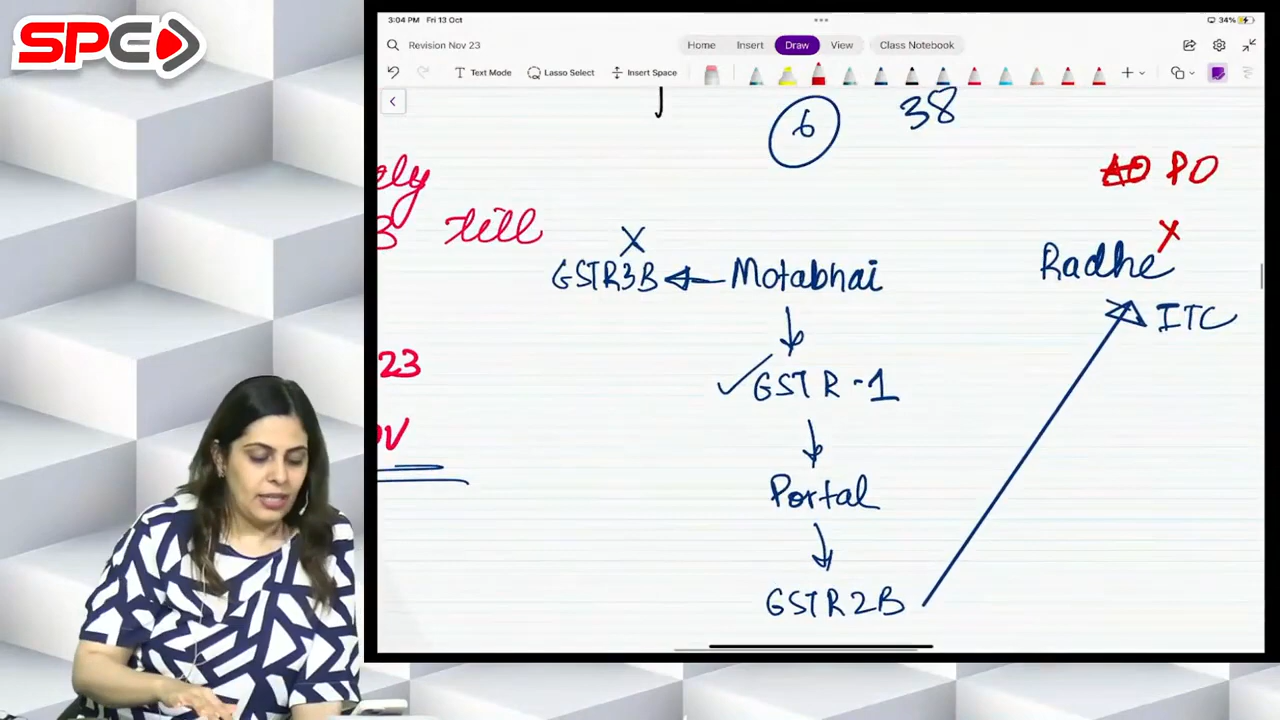 SPC
3:04 PM Fri 13 Oct
34%
Revision Nov 23
Home Insert Draw View Class Notebook
Text Mode Lasso Select Insert Space
6 38
PO
ely
till
X
X
GSTR3B Motabhai Radhe
ITC
23
GSTR-1
Portal
GSTR2B